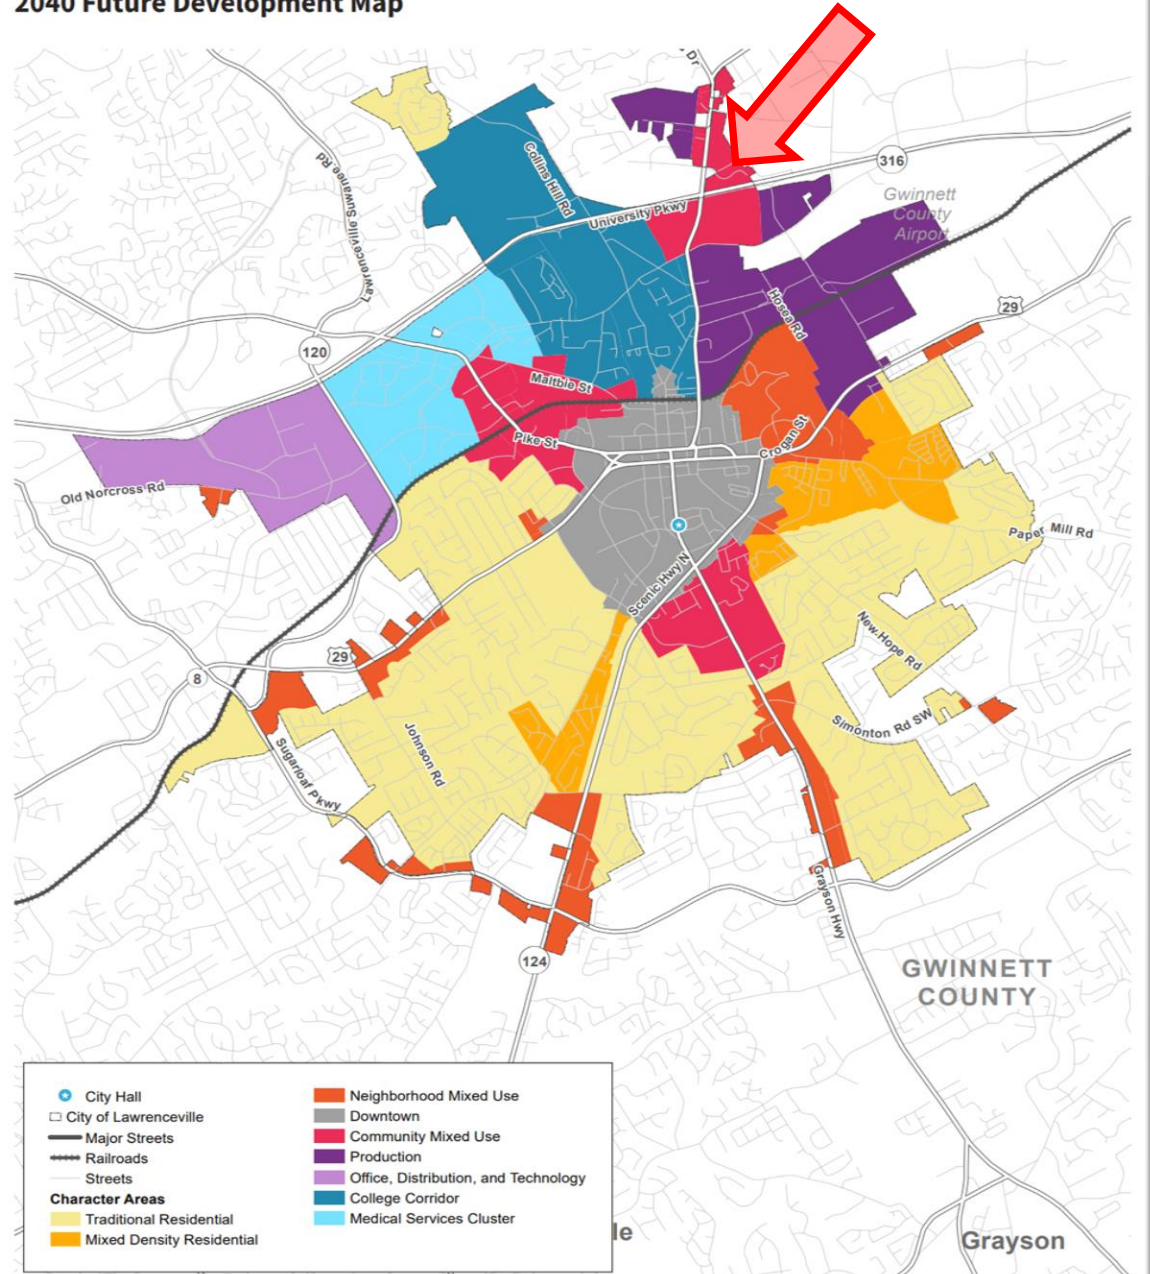 2040 Future Development Map
Dr
316
Gwinnett
County
Airport
Collins Hill Rd
University Pkwy
Lawrenceville Suwanee Rd
Hosea Rd
29
120
Maltbie St
Pike St
Crogan St
Old Norcross Rd
Paper Mill Rd
Scenic Hwy N
New Hope Rd
29
8
Simonton Rd SW
Johnson Rd
Sugarloaf Pkwy
Grayson Hwy
124
GWINNETT
COUNTY
City Hall
City of Lawrenceville
Major Streets
Railroads
Streets
Character Areas
Traditional Residential
Mixed Density Residential
Neighborhood Mixed Use
Downtown
Community Mixed Use
Production
Office, Distribution, and Technology
College Corridor
Medical Services Cluster
le
Grayson